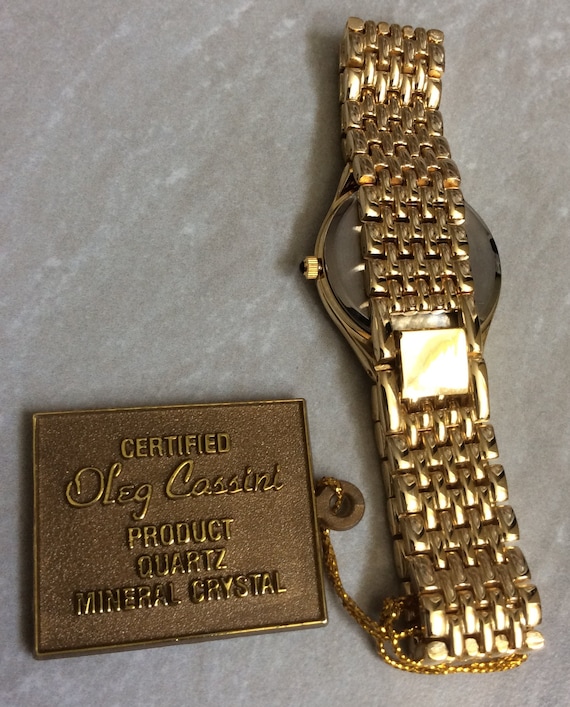 CERTIFIED
Oleg Cassini
PRODUCT
QUARTZ
MINERAL CRYSTAL